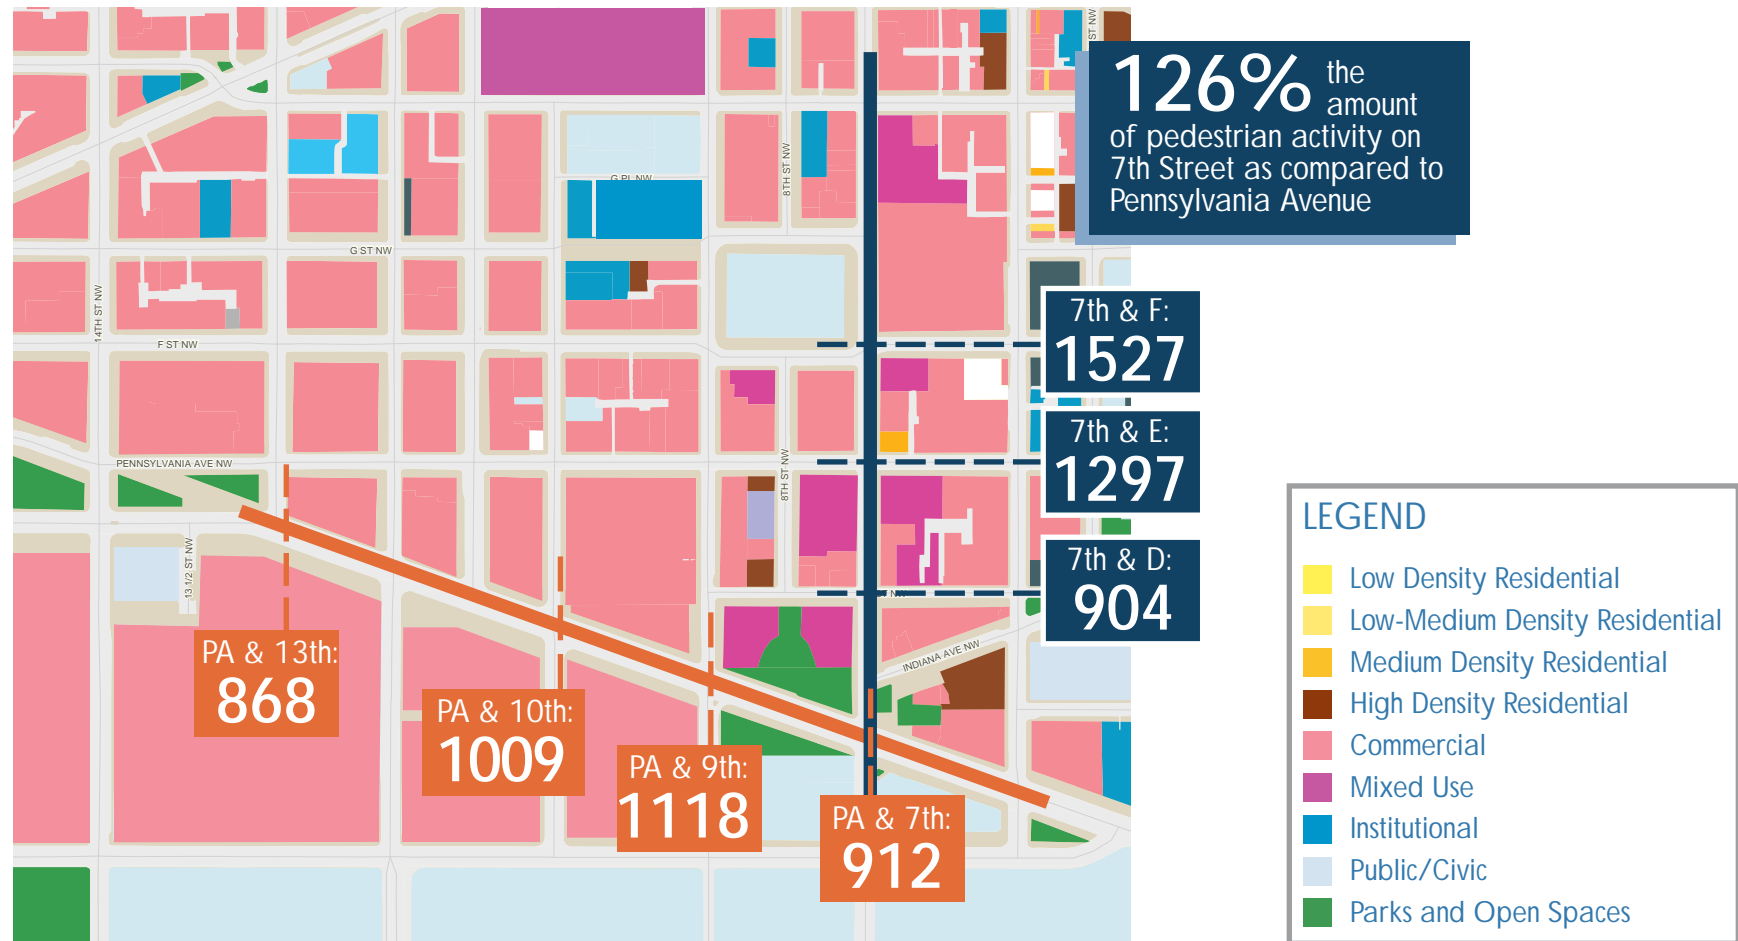 ST NW
126% the
amount
of pedestrian activity on
7th Street as compared to
Pennsylvania Avenue
8TH ST NW
G PL NW
G ST NW
14TH ST NW
F ST NW
7th & F:
1527
7th & E:
1297
PENNSYLVANIA AVE NW
8TH ST NW
13 1/2 ST NW
7th & D:
904
ST NW
INDIANA AVE NW
PA & 13th:
868
PA & 10th:
1009
PA & 9th:
1118
PA & 7th:
912
LEGEND
Low Density Residential
Low-Medium Density Residential
Medium Density Residential
High Density Residential
Commercial
Mixed Use
Institutional
Public/Civic
Parks and Open Spaces